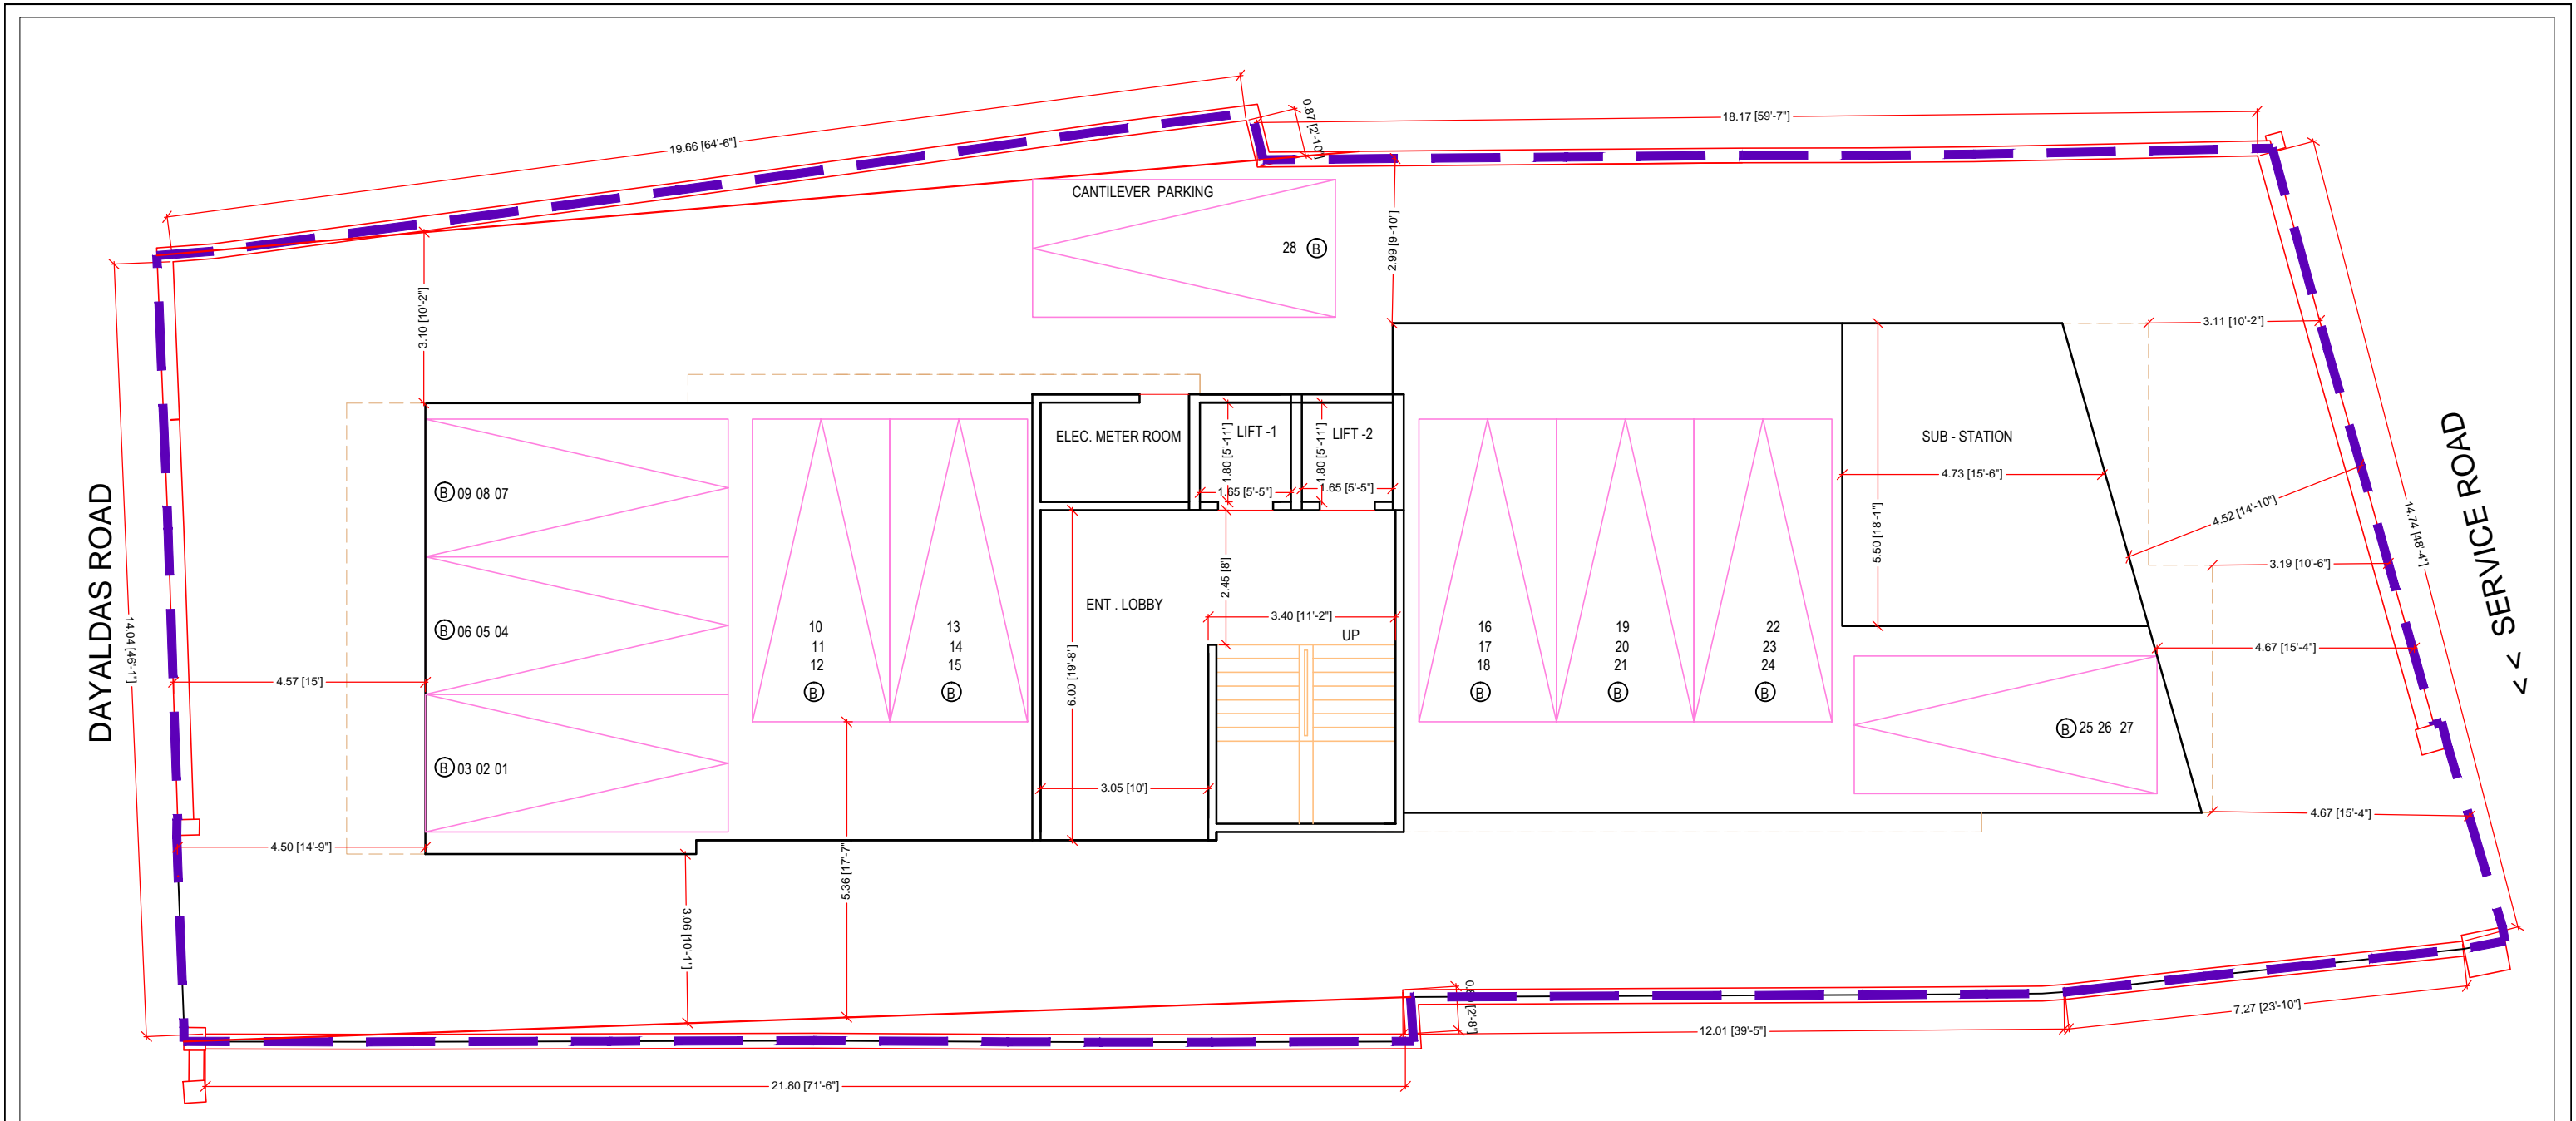 19.66 [64'-6"]
0.87 [2'-10"]
18.17 [59'-7"]
CANTILEVER PARKING
28 B
2.99 [9'-10"]
3.10 [10'-2"]
3.11 [10'-2"]
DAYALDAS ROAD
14.04 [46'-1"]
< < SERVICE ROAD
14.74 [48'-4"]
ELEC. METER ROOM
LIFT -1
LIFT -2
1.80 [5'-11"]
1.80 [5'-11"]
1.65 [5'-5"]
1.65 [5'-5"]
SUB - STATION
4.73 [15'-6"]
5.50 [18'-1"]
4.52 [14'-10"]
3.19 [10'-6"]
B 09 08 07
B 06 05 04
B 03 02 01
10
11
12
B
13
14
15
B
ENT . LOBBY
2.45 [8']
3.40 [11'-2"]
UP
6.00 [19'-8"]
3.05 [10']
16
17
18
B
19
20
21
B
22
23
24
B
B 25 26 27
4.67 [15'-4"]
4.67 [15'-4"]
4.57 [15']
4.50 [14'-9"]
5.36 [17'-7"]
3.06 [10'-1"]
12.01 [39'-5"]
7.27 [23'-10"]
21.80 [71'-6"]